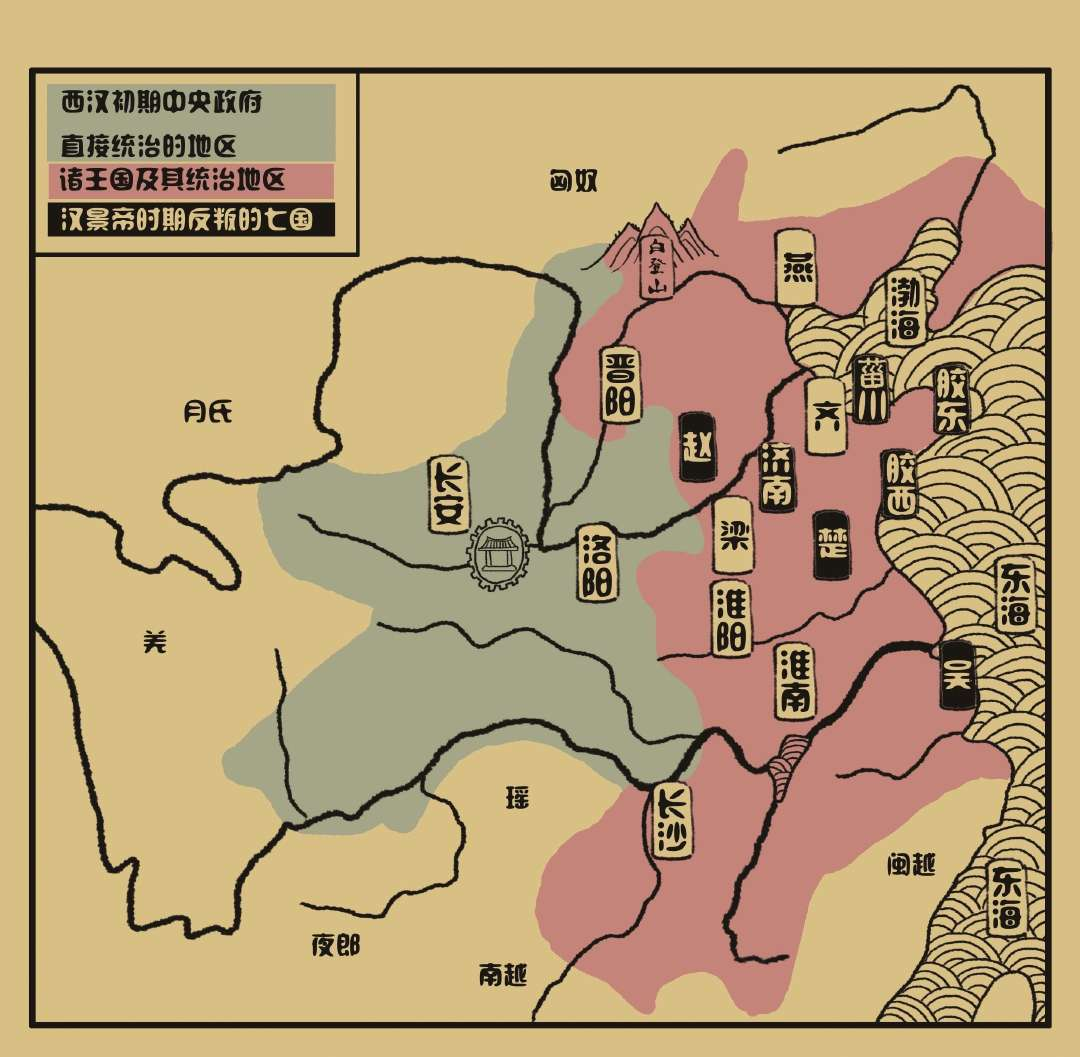 西汉初期中央政府
直接统治的地区
诸王国及其统治地区
汉景帝时期反叛的七国
匈奴
白登山
燕
渤海
晋阳
菑川
胶东
齐
月氏
赵
济南
胶西
长安
梁
楚
洛阳
东海
淮阳
羌
淮南
吴
瑶
长沙
闽越
东海
夜郎
南越